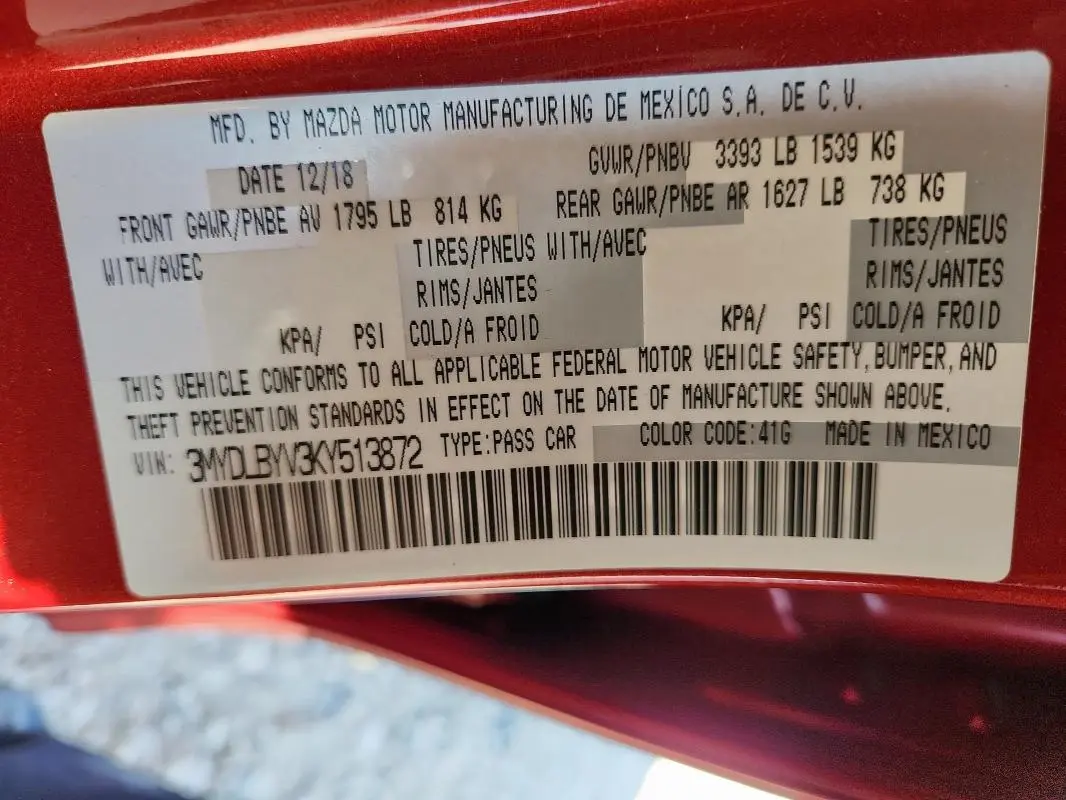 MFD. BY MAZDA MOTOR MANUFACTURING DE MEXÍCO S.A. DE C.V.
DATE 12/18 GVWR/PNBV 3393 LB 1539 KG
FRONT GAWR/PNBE AV 1795 LB 814 KG REAR GAWR/PNBE AR 1627 LB 738 KG
WITH/AVEC TIRES/PNEUS WITH/AVEC TIRES/PNEUS
RIMS/JANTES RIMS/JANTES
KPA/ PSI COLD/A FROID KPA/ PSI COLD/A FROID
THIS VEHICLE CONFORMS TO ALL APPLICABLE FEDERAL MOTOR VEHICLE SAFETY, BUMPER, AND
THEFT PREVENTION STANDARDS IN EFFECT ON THE DATE OF MANUFACTURE SHOWN ABOVE.
VIN: 3MYDLBYV3KY513872 TYPE:PASS CAR COLOR CODE:41G MADE IN MEXICO